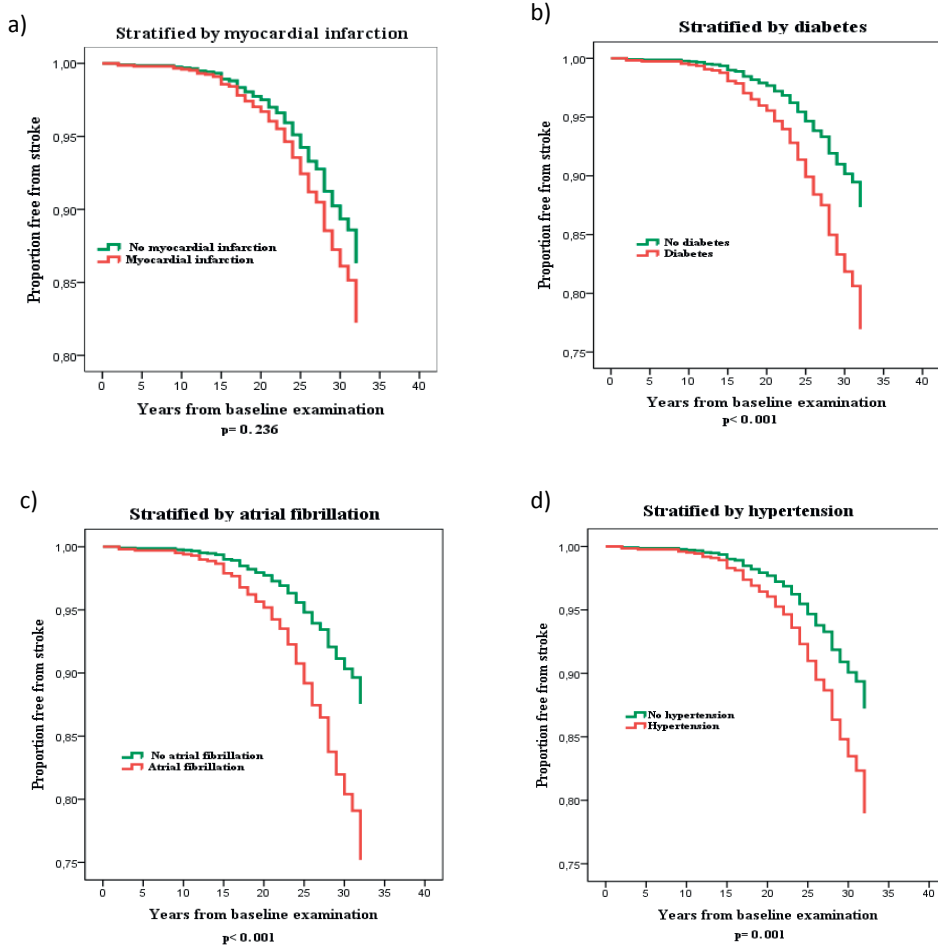 a)
Stratified by myocardial infarction
Proportion free from stroke
1,00
0,95
0,90
0,85
0,80
No myocardial infarction
Myocardial infarction
0 5 10 15 20 25 30 35 40
Years from baseline examination
p= 0.236
b)
Stratified by diabetes
Proportion free from stroke
1,00
0,95
0,90
0,85
0,80
0,75
No diabetes
Diabetes
0 5 10 15 20 25 30 35 40
Years from baseline examination
p< 0.001
c)
Stratified by atrial fibrillation
Proportion free from stroke
1,00
0,95
0,90
0,85
0,80
0,75
No atrial fibrillation
Atrial fibrillation
0 5 10 15 20 25 30 35 40
Years from baseline examination
p< 0.001
d)
Stratified by hypertension
Proportion free from stroke
1,00
0,95
0,90
0,85
0,80
0,75
No hypertension
Hypertension
0 5 10 15 20 25 30 35 40
Years from baseline examination
p= 0.001